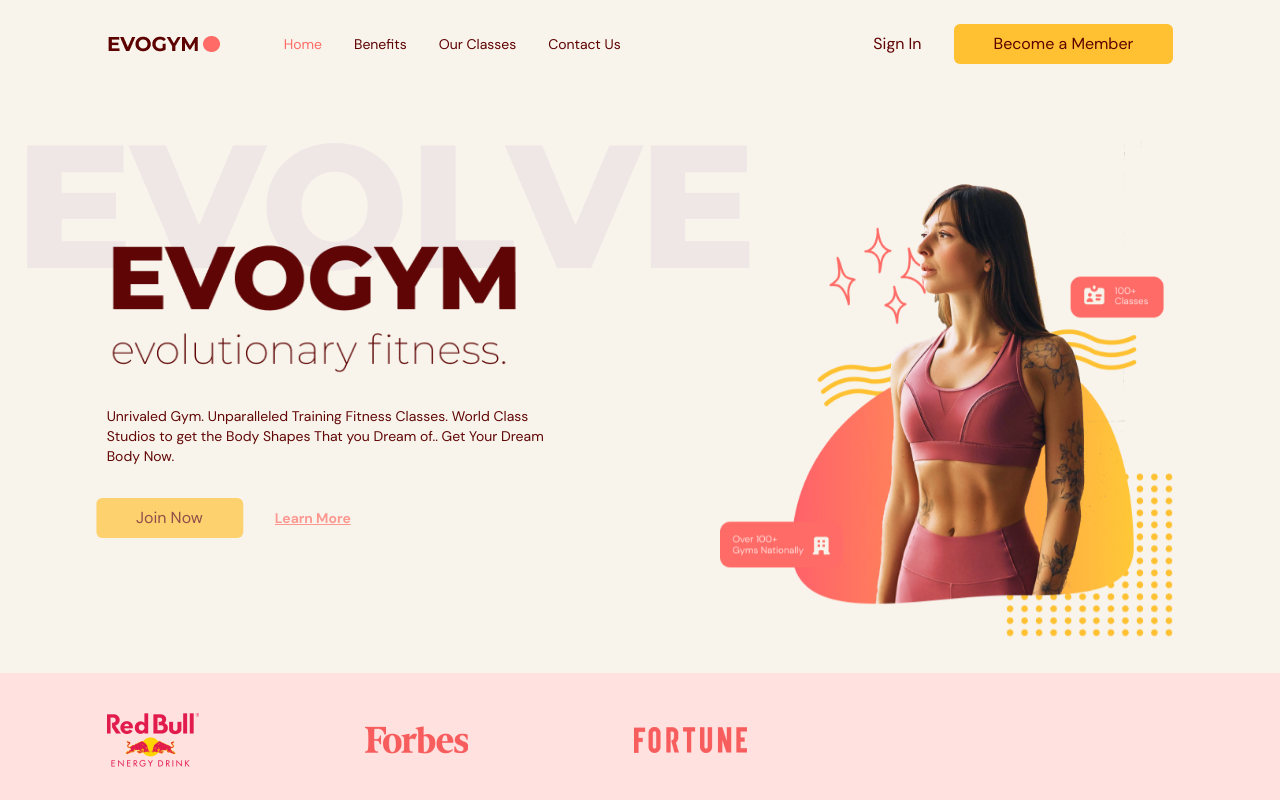 EVOGYM
Home
Benefits
Our Classes
Contact Us
Sign In
Become a Member
EVOLVE
EVOGYM
evolutionary fitness.
Unrivaled Gym. Unparalleled Training Fitness Classes. World Class
Studios to get the Body Shapes That you Dream of.. Get Your Dream
Body Now.
Join Now
Learn More
100+
Classes
Over 100+
Gyms Nationally
Red Bull®
ENERGY DRINK
Forbes
FORTUNE